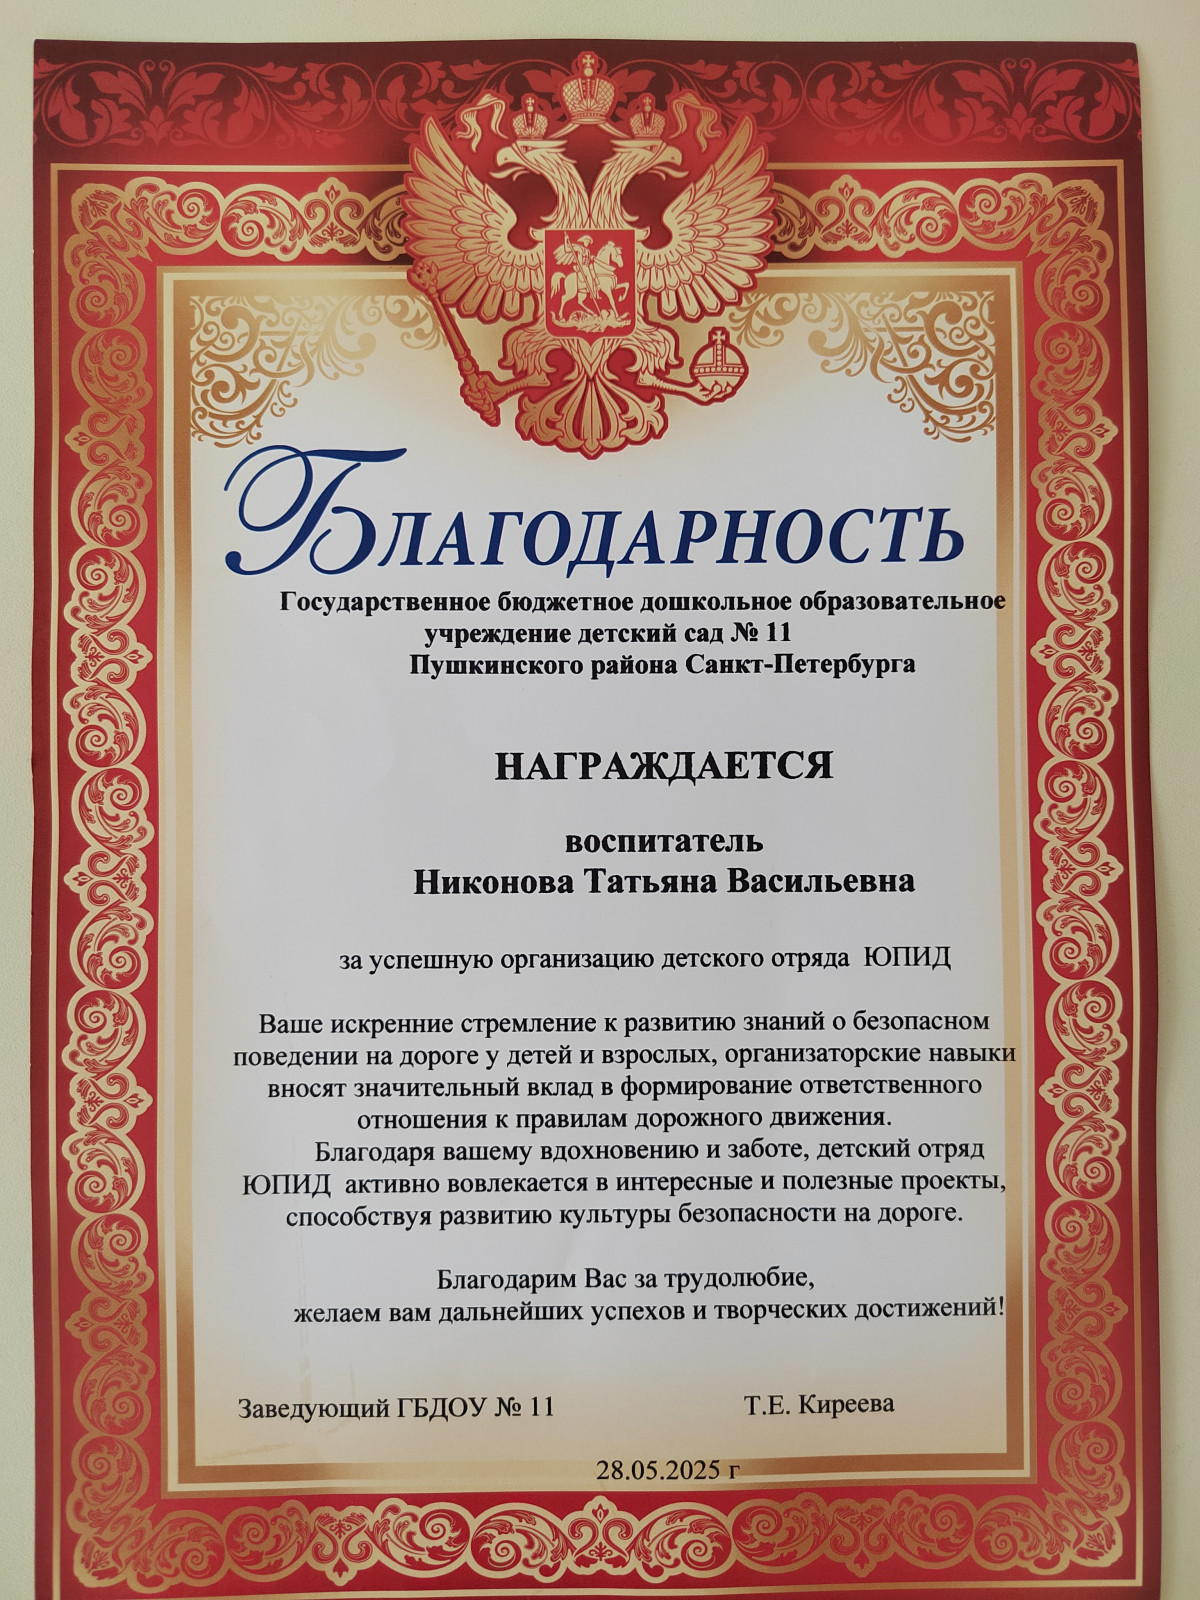 Благодарность
Государственное бюджетное дошкольное образовательное
учреждение детский сад № 11
Пушкинского района Санкт-Петербурга
НАГРАЖДАЕТСЯ
воспитатель
Никонова Татьяна Васильевна
за успешную организацию детского отряда ЮПИД
Ваше искренние стремление к развитию знаний о безопасном
поведении на дороге у детей и взрослых, организаторские навыки
вносят значительный вклад в формирование ответственного
отношения к правилам дорожного движения.
Благодаря вашему вдохновению и заботе, детский отряд
ЮПИД активно вовлекается в интересные и полезные проекты,
способствуя развитию культуры безопасности на дороге.
Благодарим Вас за трудолюбие,
желаем вам дальнейших успехов и творческих достижений!
Заведующий ГБДОУ № 11 Т.Е. Киреева
28.05.2025 г